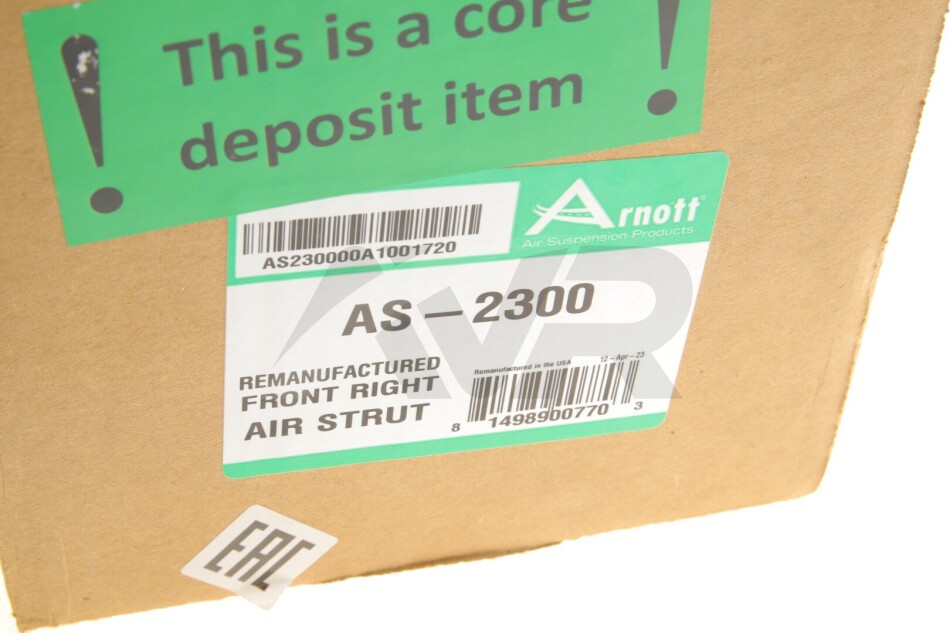 This is a core
deposit item
Arnott®
Air Suspension Products
AS230000A1001720
AS–2300
REMANUFACTURED
FRONT RIGHT
AIR STRUT
Remanufactured in the USA 12–Apr–23
8 1498900770 3
EAC
AVR